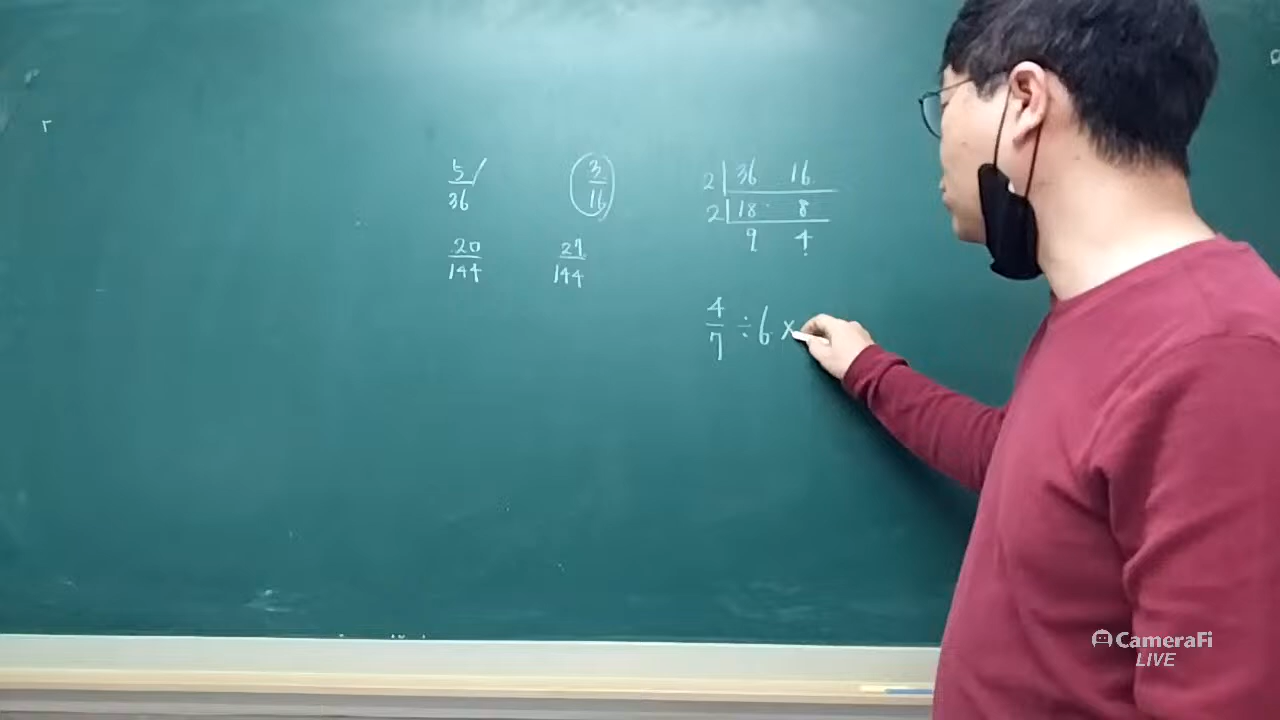 5/36 3/16
20/144 27/144
2 | 36 16
2 | 18 8
9 4
4/7 ÷ 6 ×
CameraFi
LIVE